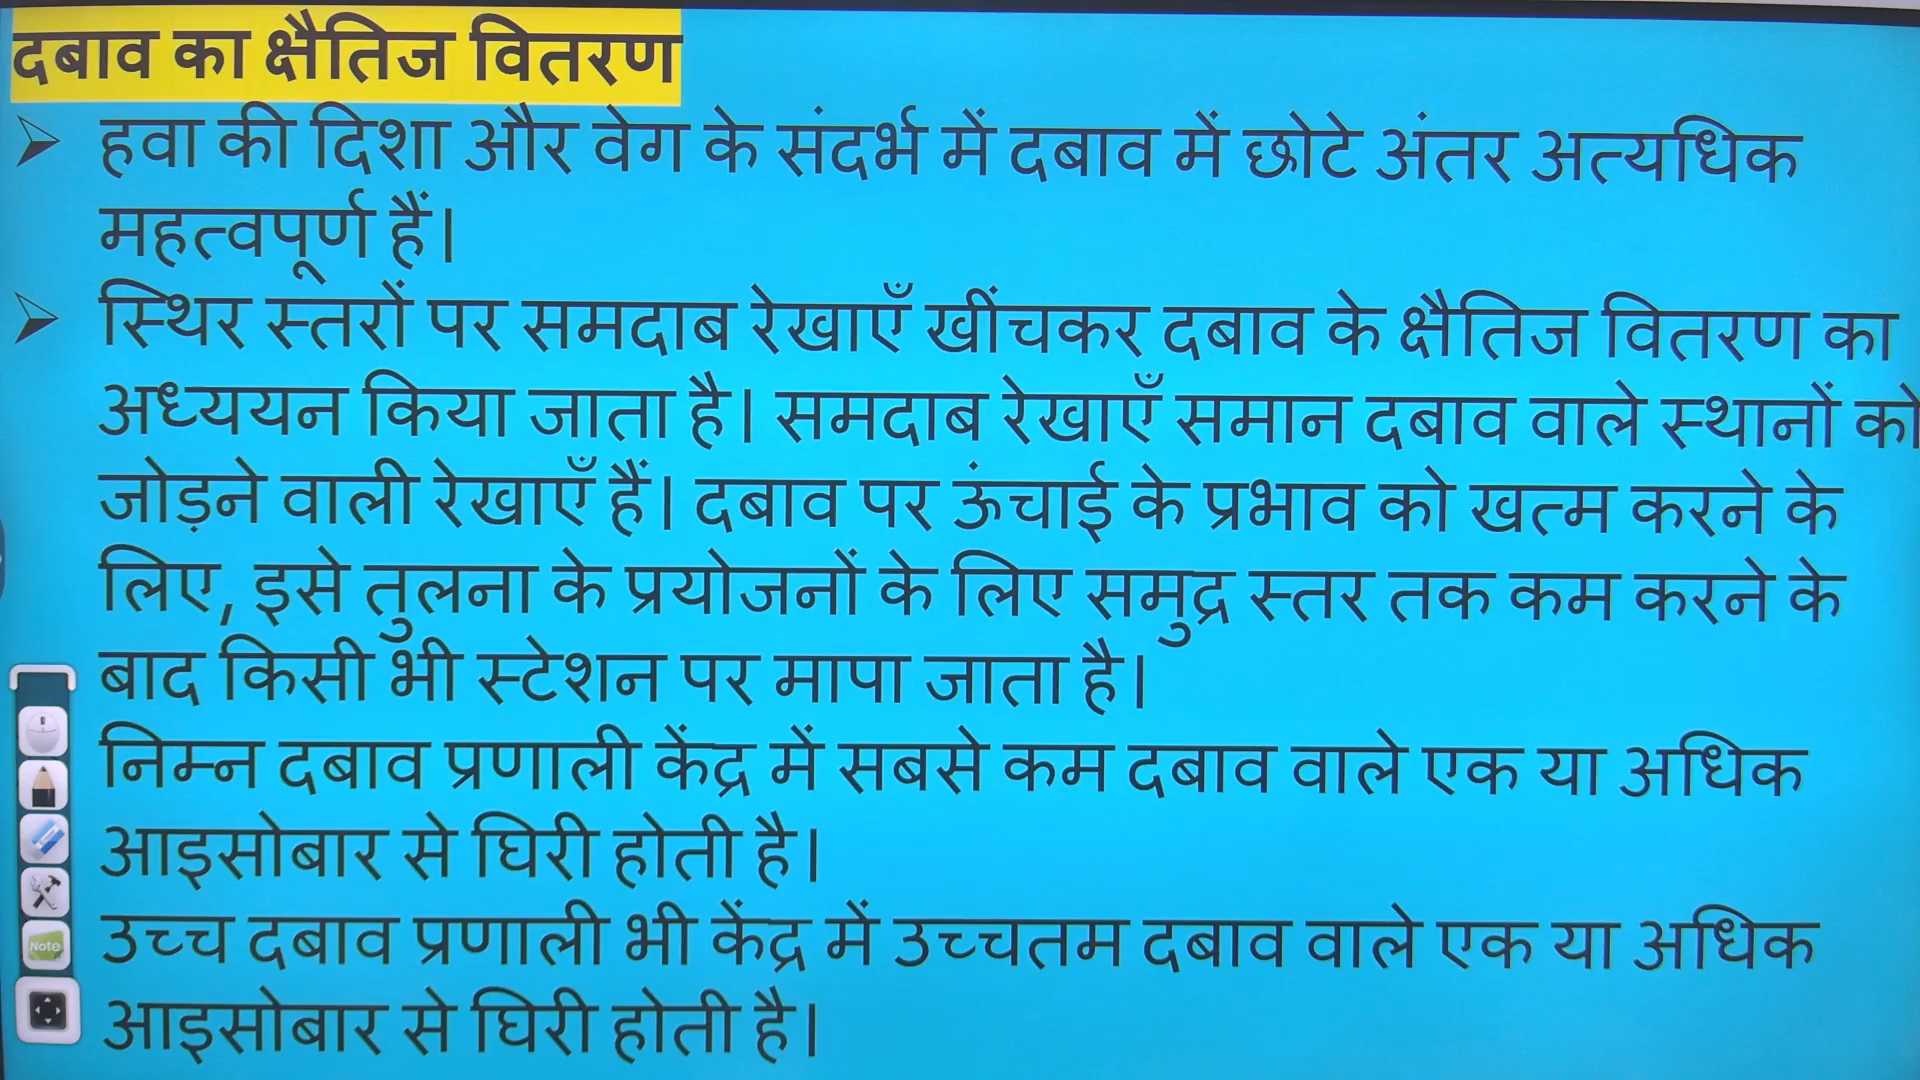 दबाव का क्षैतिज वितरण
➢ हवा की दिशा और वेग के संदर्भ में दबाव में छोटे अंतर अत्यधिक
महत्वपूर्ण हैं।
➢ स्थिर स्तरों पर समदाब रेखाएँ खींचकर दबाव के क्षैतिज वितरण का
अध्ययन किया जाता है। समदाब रेखाएँ समान दबाव वाले स्थानों को
जोड़ने वाली रेखाएँ हैं। दबाव पर ऊंचाई के प्रभाव को खत्म करने के
लिए, इसे तुलना के प्रयोजनों के लिए समुद्र स्तर तक कम करने के
बाद किसी भी स्टेशन पर मापा जाता है।
निम्न दबाव प्रणाली केंद्र में सबसे कम दबाव वाले एक या अधिक
आइसोबार से घिरी होती है।
उच्च दबाव प्रणाली भी केंद्र में उच्चतम दबाव वाले एक या अधिक
आइसोबार से घिरी होती है।
Note